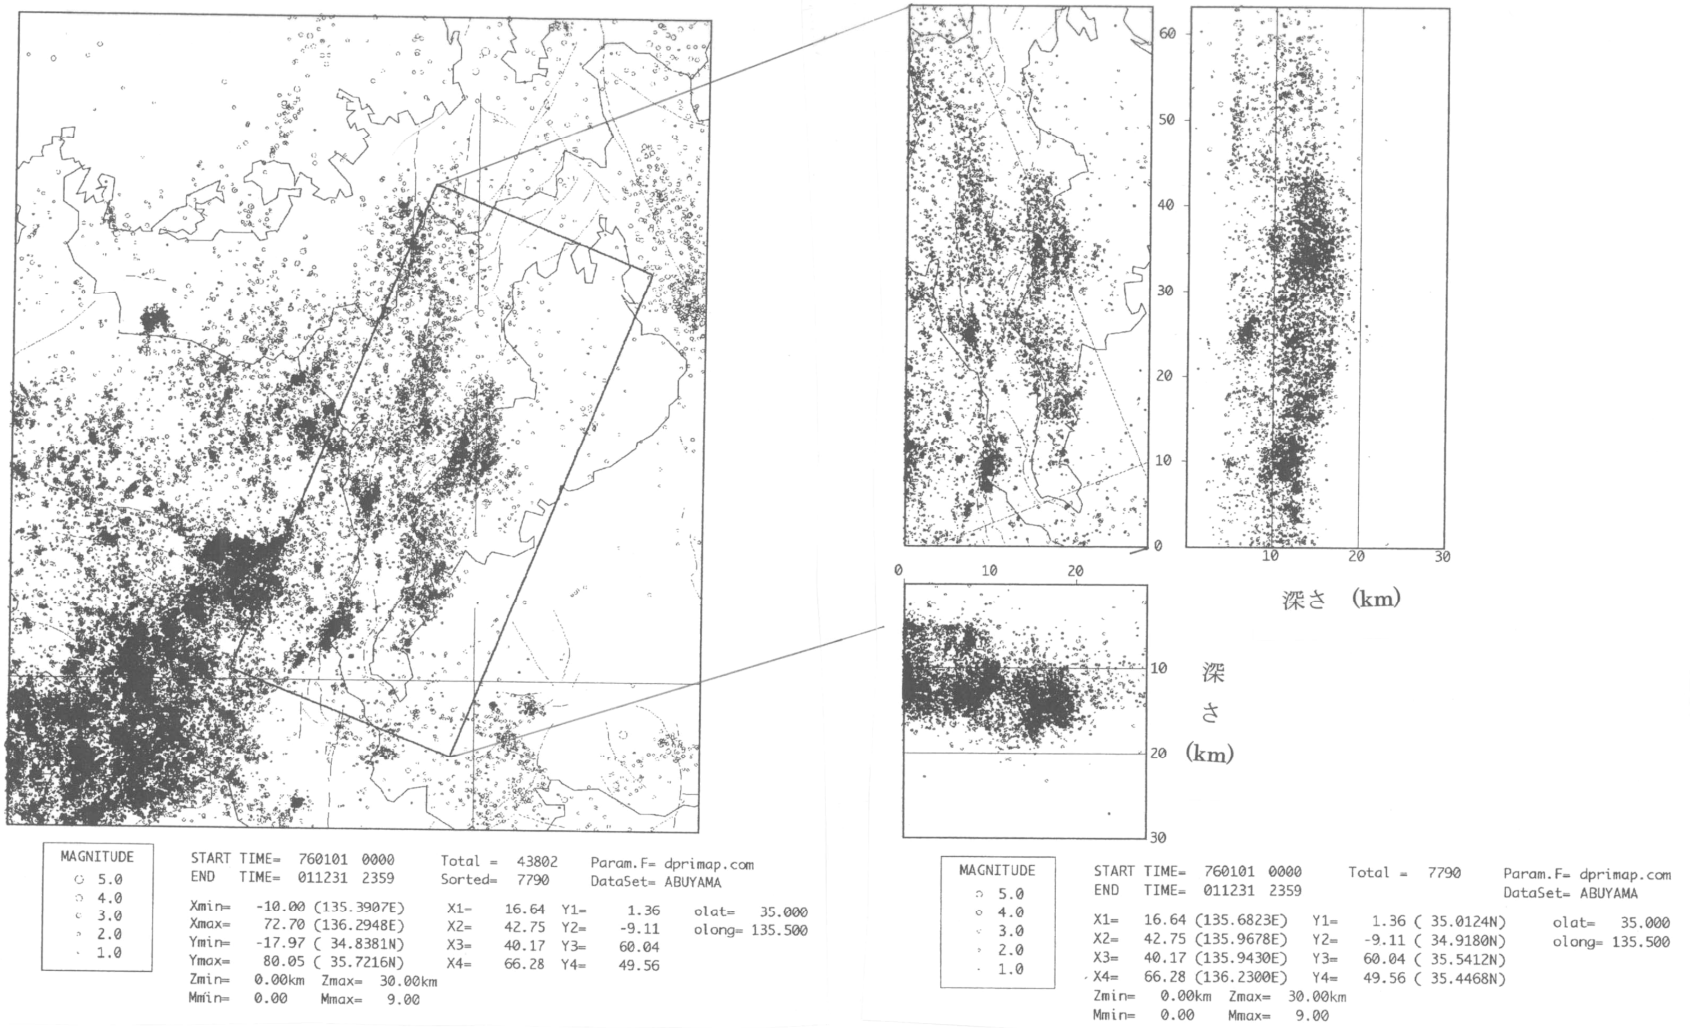 60
50
40
30
20
10
0
10
20
30
深さ (km)
0
10
20
10
20
30
深
さ
(km)
MAGNITUDE
5.0
4.0
3.0
2.0
1.0
START TIME= 760101 0000
END TIME= 011231 2359
Total = 43802
Sorted= 7790
Param.F= dprimap.com
DataSet= ABUYAMA
Xmin= -10.00 (135.3907E)
Xmax= 72.70 (136.2948E)
Ymin= -17.97 ( 34.8381N)
Ymax= 80.05 ( 35.7216N)
Zmin= 0.00km Zmax= 30.00km
Mmin= 0.00 Mmax= 9.00
X1= 16.64 Y1= 1.36
X2= 42.75 Y2= -9.11
X3= 40.17 Y3= 60.04
X4= 66.28 Y4= 49.56
olat= 35.000
olong= 135.500
MAGNITUDE
5.0
4.0
3.0
2.0
1.0
START TIME= 760101 0000
END TIME= 011231 2359
Total = 7790
Param.F= dprimap.com
DataSet= ABUYAMA
X1= 16.64 (135.6823E) Y1= 1.36 ( 35.0124N)
X2= 42.75 (135.9678E) Y2= -9.11 ( 34.9180N)
X3= 40.17 (135.9430E) Y3= 60.04 ( 35.5412N)
X4= 66.28 (136.2300E) Y4= 49.56 ( 35.4468N)
olat= 35.000
olong= 135.500
Zmin= 0.00km Zmax= 30.00km
Mmin= 0.00 Mmax= 9.00